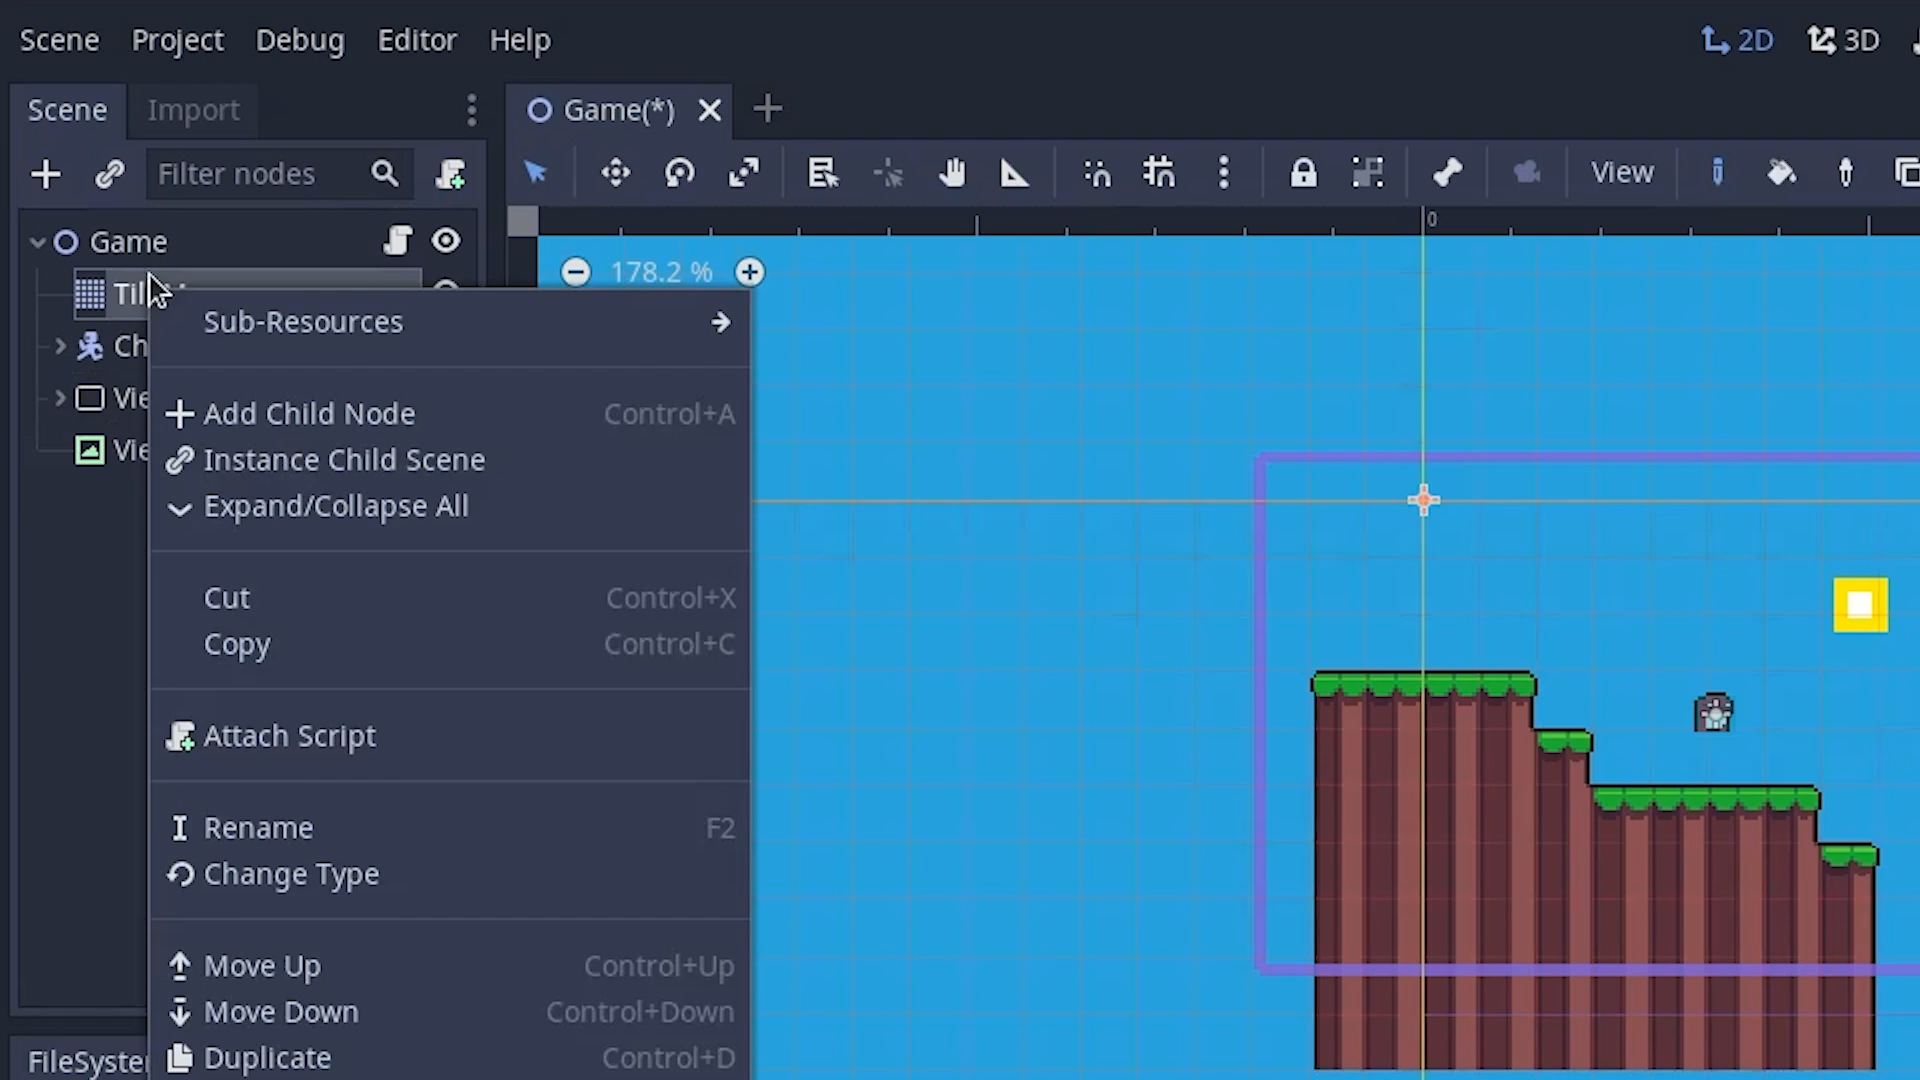 Scene Project Debug Editor Help 2D 3D
Scene Import Game(*)
Filter nodes View
0
Game
178.2 %
Sub-Resources
Add Child Node Control+A
Instance Child Scene
Expand/Collapse All
Cut Control+X
Copy Control+C
Attach Script
Rename F2
Change Type
Move Up Control+Up
Move Down Control+Down
Duplicate Control+D